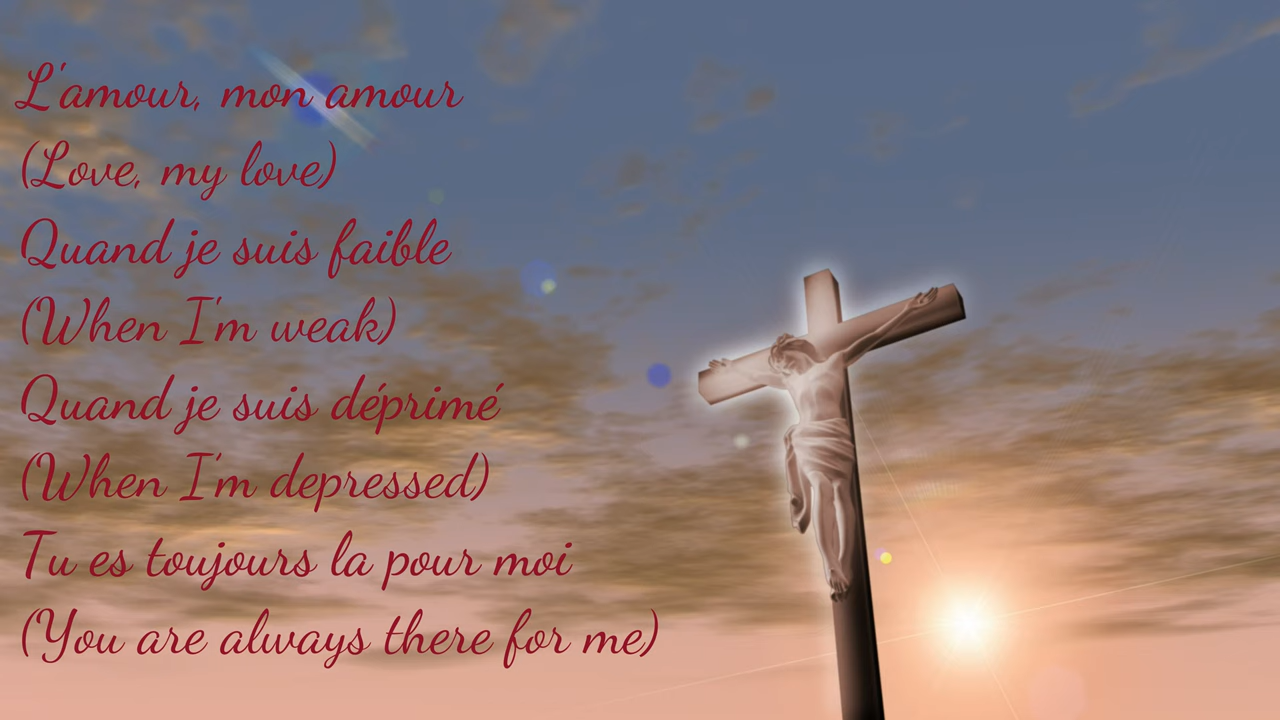 L'amour, mon amour
(Love, my love)
Quand je suis faible
(When I'm weak)
Quand je suis déprimé
(When I'm depressed)
Tu es toujours la pour moi
(You are always there for me)